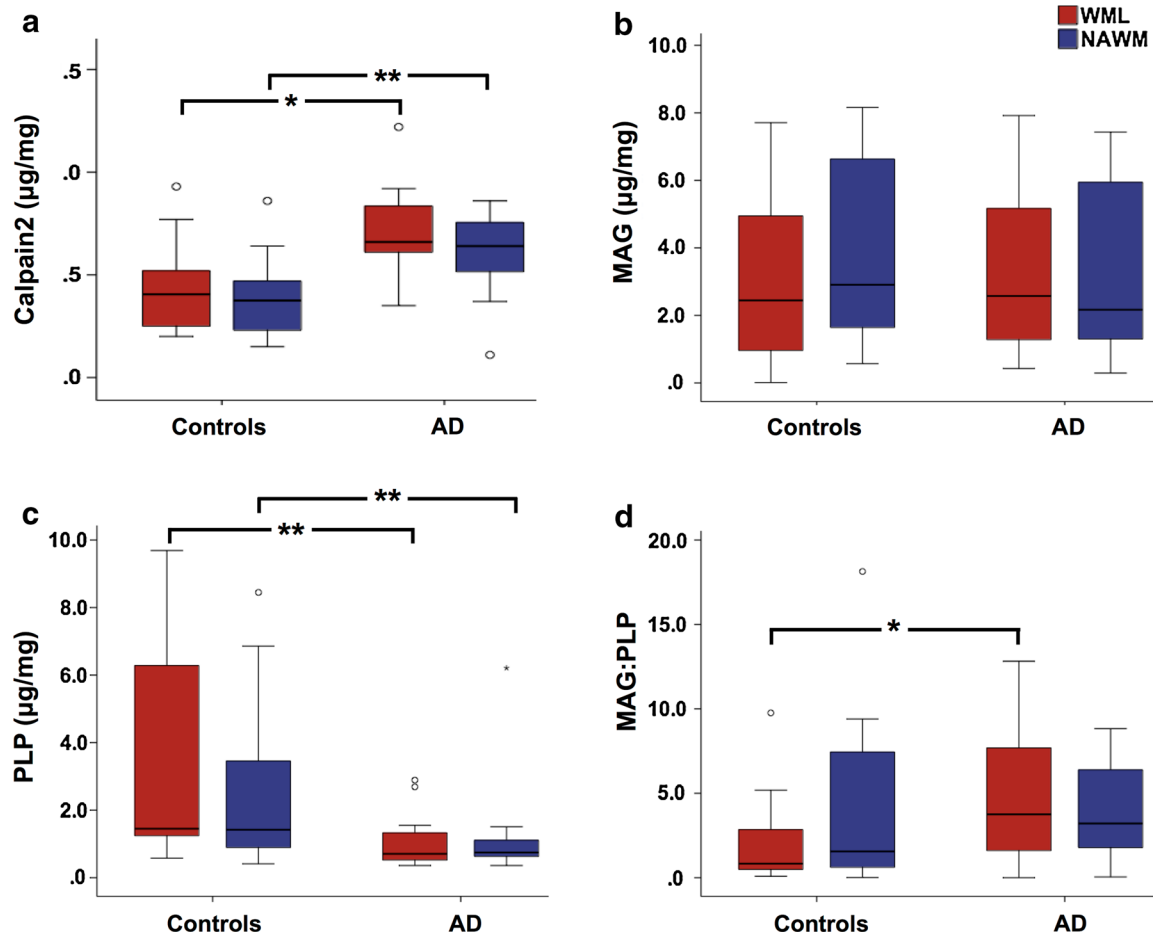 a
Calpain2 (µg/mg)
.5
.0
.5
.0
*
**
Controls
AD
b
WML
NAWM
MAG (µg/mg)
10.0
8.0
6.0
4.0
2.0
.0
Controls
AD
c
PLP (µg/mg)
10.0
8.0
6.0
4.0
2.0
.0
**
**
*
Controls
AD
d
MAG:PLP
20.0
15.0
10.0
5.0
.0
*
Controls
AD